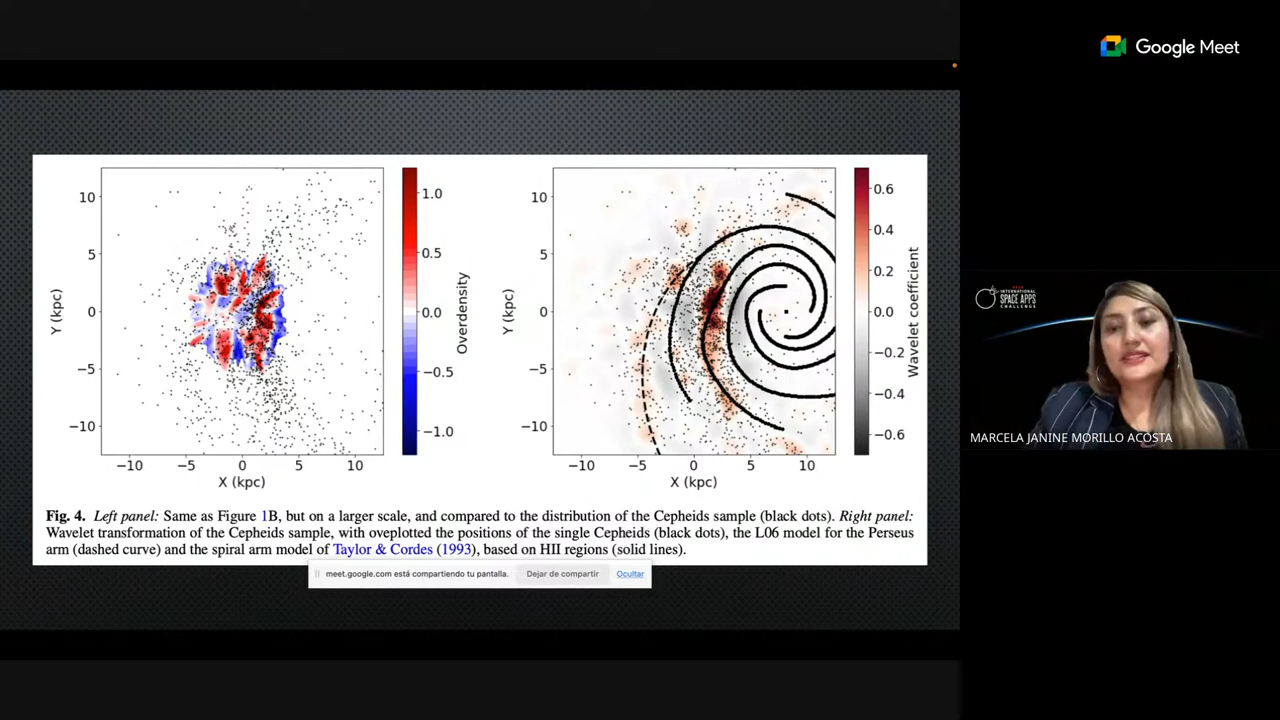 Google Meet
10
5
0
−5
−10
Y (kpc)
−10
−5
0
5
10
X (kpc)
1.0
0.5
0.0
−0.5
−1.0
Overdensity
10
5
0
−5
−10
Y (kpc)
−10
−5
0
5
10
X (kpc)
0.6
0.4
0.2
0.0
−0.2
−0.4
−0.6
Wavelet coefficient
Fig. 4. Left panel: Same as Figure 1B, but on a larger scale, and compared to the distribution of the Cepheids sample (black dots). Right panel:
Wavelet transformation of the Cepheids sample, with oveplotted the positions of the single Cepheids (black dots), the L06 model for the Perseus
arm (dashed curve) and the spiral arm model of Taylor & Cordes (1993), based on HII regions (solid lines).
meet.google.com está compartiendo tu pantalla.
Dejar de compartir
Ocultar
INTERNATIONAL
SPACE APPS
CHALLENGE
MARCELA JANINE MORILLO ACOSTA